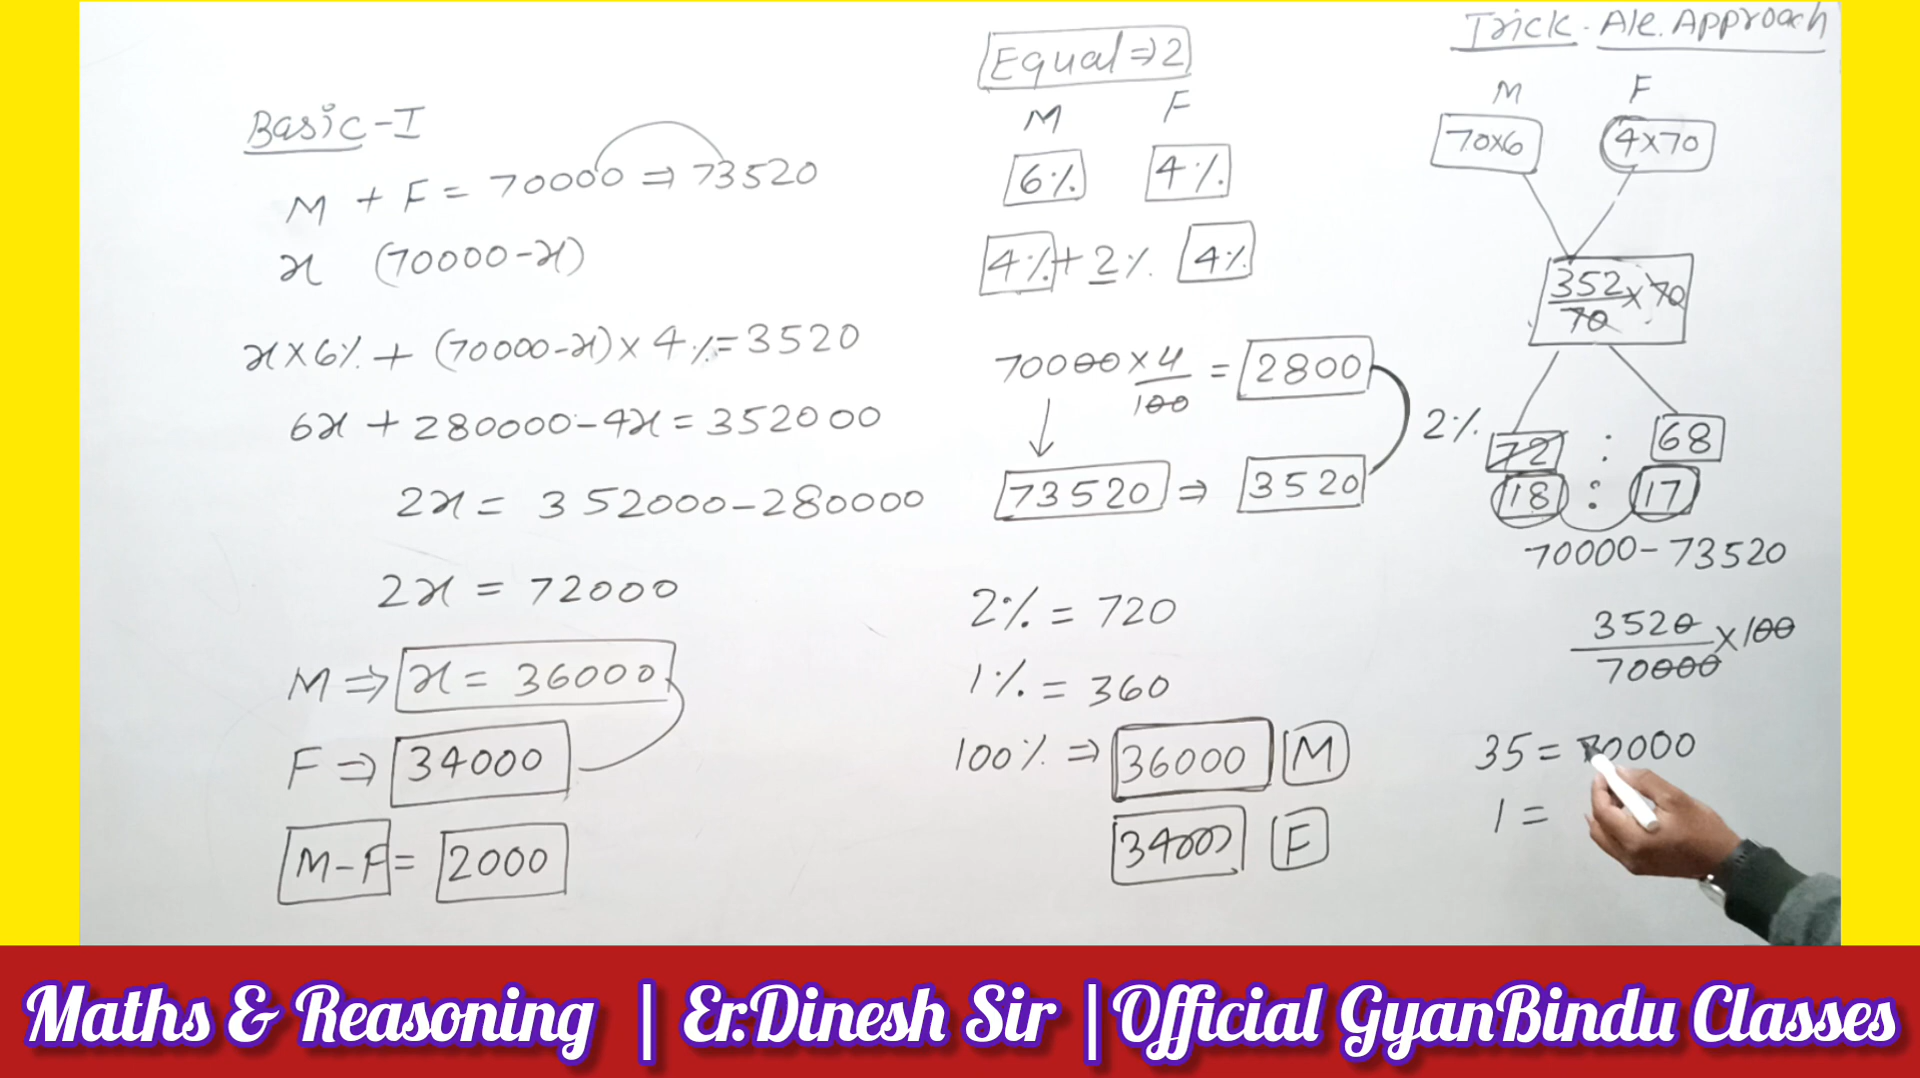 Basic-I
M + F = 70000 ⇒ 73520
x (70000-x)
x×6% + (70000-x)×4%=3520
6x + 280000-4x = 352000
2x = 352000-280000
2x = 72000
M ⇒ x = 36000
F ⇒ 34000
M-F = 2000
Equal ⇒ 2
M F
6% 4%
4% + 2% 4%
70000 × 4/100 = 2800
2%
73520 ⇒ 3520
2% = 720
1% = 360
100% ⇒ 36000 M
34000 F
Trick - Ale. Approach
M F
70×6 4×70
352/70 × 70
72 : 68
18 : 17
70000-73520
3520/70000 ×100
35 = 70000
1 =
Maths & Reasoning | Er.Dinesh Sir | Official GyanBindu Classes